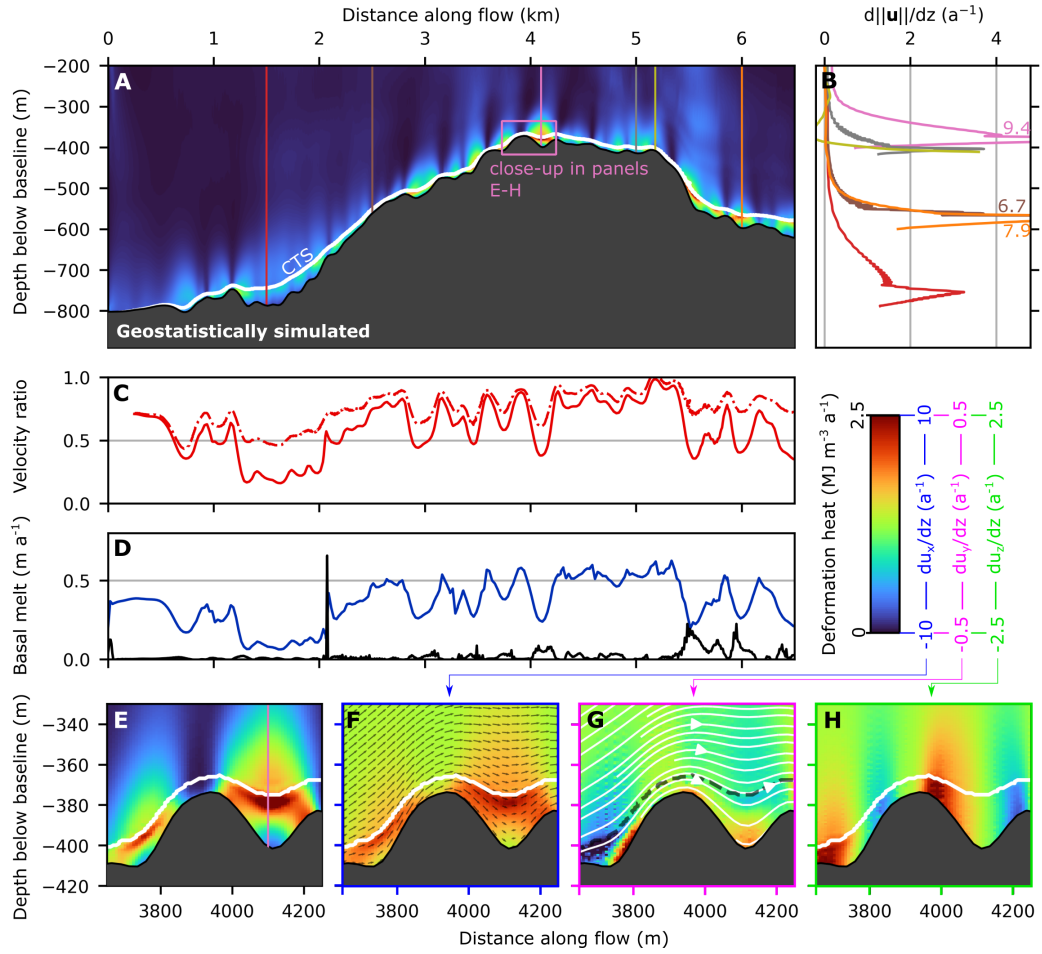 Distance along flow (km)
d||u||/dz (a⁻¹)
0 1 2 3 4 5 6
0 2 4
A
B
Depth below baseline (m)
−200
−300
−400
−500
−600
−700
−800
close-up in panels
E-H
CTS
Geostatistically simulated
9.4
6.7
7.9
C
Velocity ratio
1.0
0.5
0.0
D
Basal melt (m a⁻¹)
0.5
0.0
Deformation heat (MJ m⁻³ a⁻¹)
0
2.5
-10 duₓ/dz (a⁻¹) 10
-0.5 du_y/dz (a⁻¹) 0.5
-2.5 du_z/dz (a⁻¹) 2.5
E
F
G
H
Depth below baseline (m)
−340
−360
−380
−400
−420
3800 4000 4200
3800 4000 4200
3800 4000 4200
3800 4000 4200
Distance along flow (m)